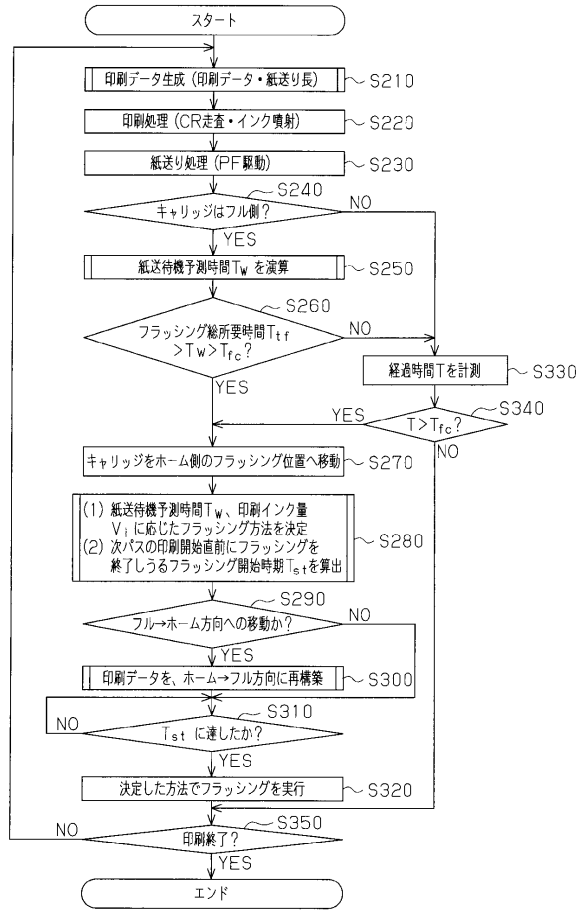 スタート
印刷データ生成(印刷データ・紙送り長)
S210
印刷処理(CR走査・インク噴射)
S220
紙送り処理(PF駆動)
S230
S240
キャリッジはフル側?
NO
YES
紙送待機予測時間Tw を演算
S250
S260
フラッシング総所要時間Ttf
>Tw>Tfc?
NO
YES
経過時間Tを計測
S330
S340
T>Tfc?
YES
NO
キャリッジをホーム側のフラッシング位置へ移動
S270
(1) 紙送待機予測時間Tw、印刷インク量
Vi に応じたフラッシング方法を決定
(2) 次パスの印刷開始直前にフラッシングを
終了しうるフラッシング開始時期Tstを算出
S280
S290
フル→ホーム方向への移動か?
NO
YES
印刷データを、ホーム→フル方向に再構築
S300
S310
Tst に達したか?
NO
YES
決定した方法でフラッシングを実行
S320
S350
印刷終了?
NO
YES
エンド